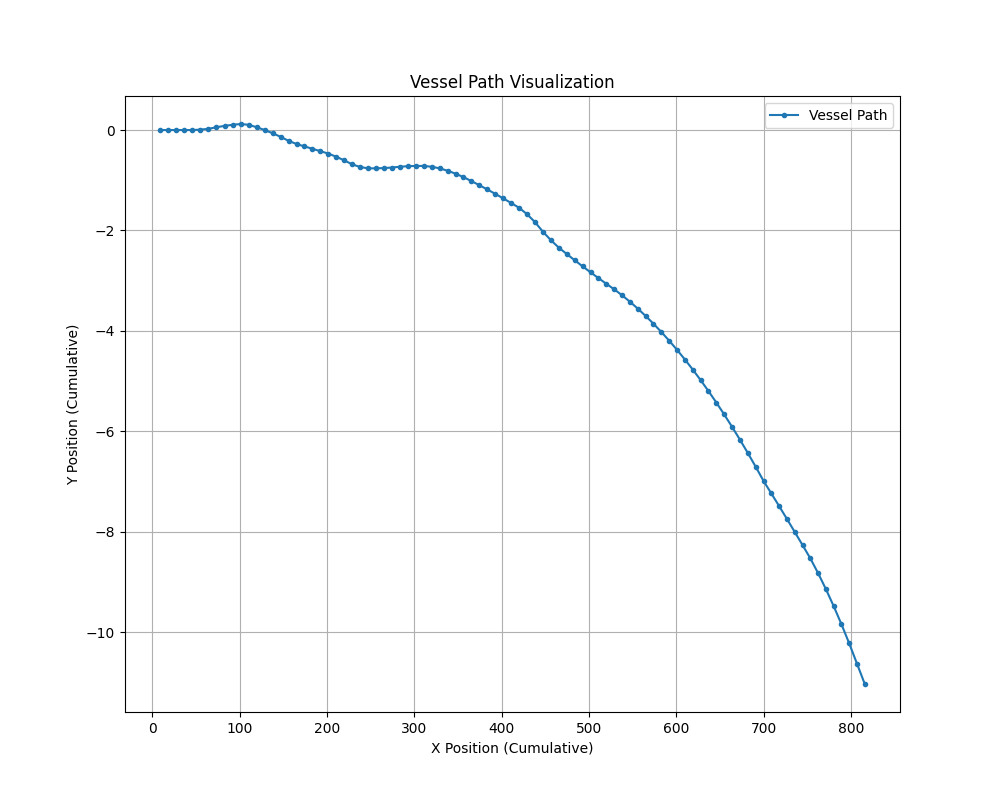 Vessel Path Visualization
Vessel Path
Y Position (Cumulative)
0
−2
−4
−6
−8
−10
0 100 200 300 400 500 600 700 800
X Position (Cumulative)